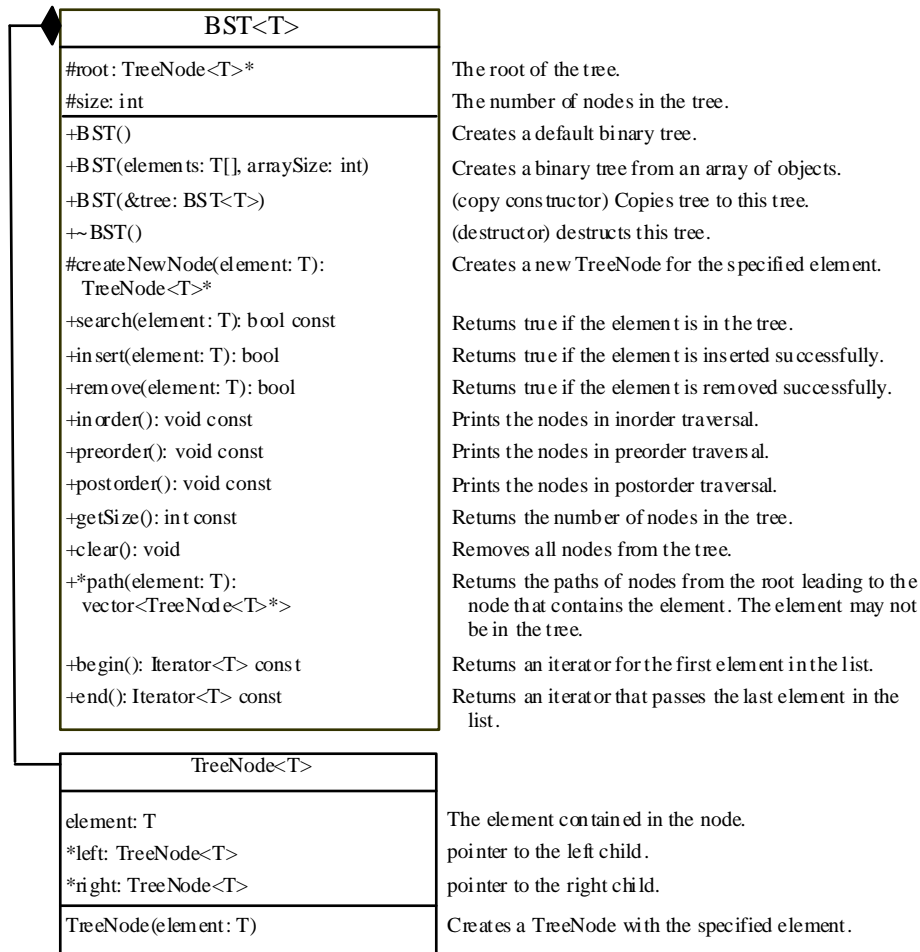 BST<T>
#root: TreeNode<T>* The root of the tree.
#size: int The number of nodes in the tree.
+BST() Creates a default binary tree.
+BST(elements: T[], arraySize: int) Creates a binary tree from an array of objects.
+BST(&tree: BST<T>) (copy constructor) Copies tree to this tree.
+~BST() (destructor) destructs this tree.
#createNewNode(element: T): Creates a new TreeNode for the specified element.
TreeNode<T>*
+search(element: T): bool const Returns true if the element is in the tree.
+insert(element: T): bool Returns true if the element is inserted successfully.
+remove(element: T): bool Returns true if the element is removed successfully.
+inorder(): void const Prints the nodes in inorder traversal.
+preorder(): void const Prints the nodes in preorder traversal.
+postorder(): void const Prints the nodes in postorder traversal.
+getSize(): int const Returns the number of nodes in the tree.
+clear(): void Removes all nodes from the tree.
+*path(element: T): Returns the paths of nodes from the root leading to the
vector<TreeNode<T>*> node that contains the element. The element may not
be in the tree.
+begin(): Iterator<T> const Returns an iterator for the first element in the list.
+end(): Iterator<T> const Returns an iterator that passes the last element in the
list.
TreeNode<T>
element: T The element contained in the node.
*left: TreeNode<T> pointer to the left child.
*right: TreeNode<T> pointer to the right child.
TreeNode(element: T) Creates a TreeNode with the specified element.